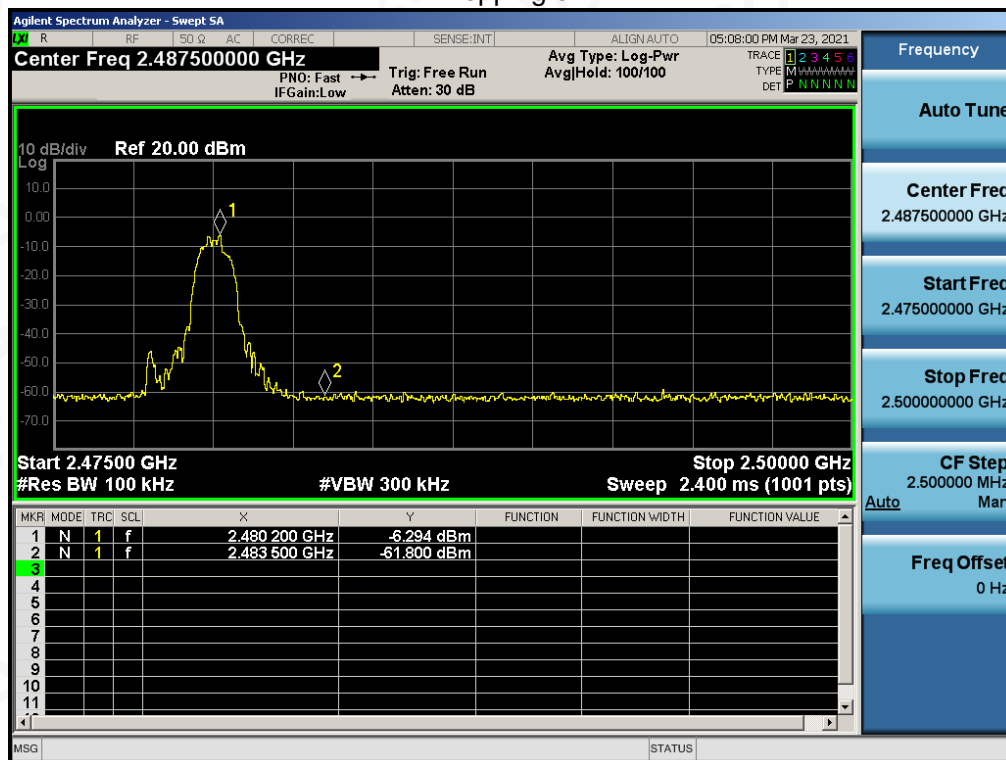 Agilent Spectrum Analyzer - Swept SA
LXI R RF 50 Ω AC CORREC SENSE:INT ALIGN AUTO 05:08:00 PM Mar 23, 2021
Center Freq 2.487500000 GHz
PNO: Fast
IFGain:Low
Trig: Free Run
Atten: 30 dB
Avg Type: Log-Pwr
Avg|Hold: 100/100
TRACE 1 2 3 4 5 6
TYPE M WWWWW
DET P N N N N N
10 dB/div Ref 20.00 dBm
Log
10.0
0.00
-10.0
-20.0
-30.0
-40.0
-50.0
-60.0
-70.0
1
2
Start 2.47500 GHz Stop 2.50000 GHz
#Res BW 100 kHz #VBW 300 kHz Sweep 2.400 ms (1001 pts)
MKR MODE TRC SCL X Y FUNCTION FUNCTION WIDTH FUNCTION VALUE
1 N 1 f 2.480 200 GHz -6.294 dBm
2 N 1 f 2.483 500 GHz -61.800 dBm
3
4
5
6
7
8
9
10
11
MSG STATUS
Frequency
Auto Tune
Center Freq
2.487500000 GHz
Start Freq
2.475000000 GHz
Stop Freq
2.500000000 GHz
CF Step
2.500000 MHz
Auto Man
Freq Offset
0 Hz